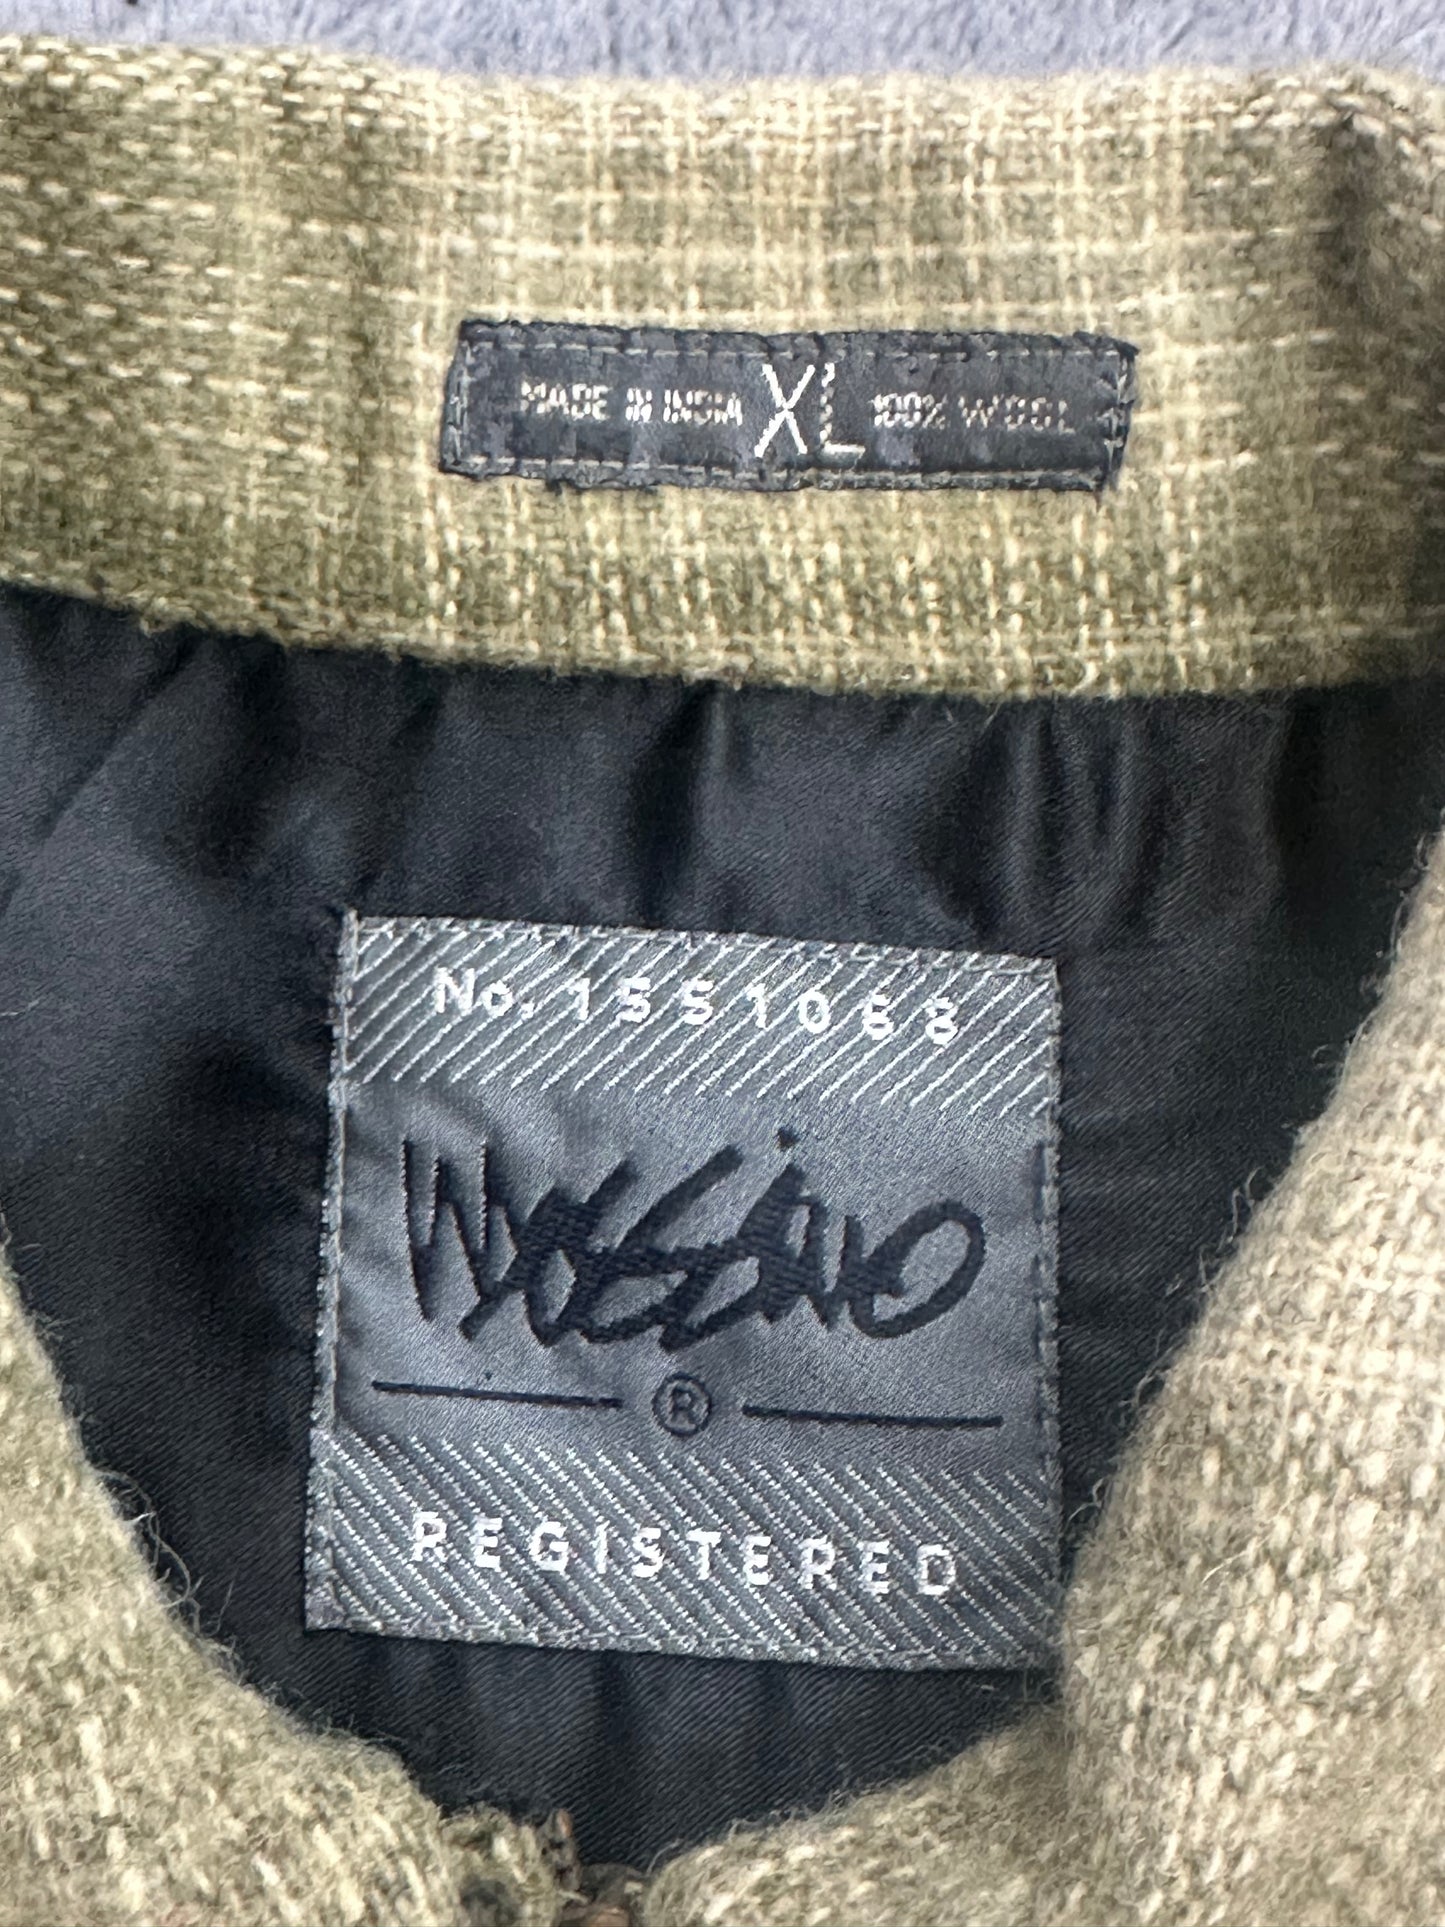 MADE IN INDIA XL 100% WOOL
No. 1551068
Mossimo
®
REGISTERED